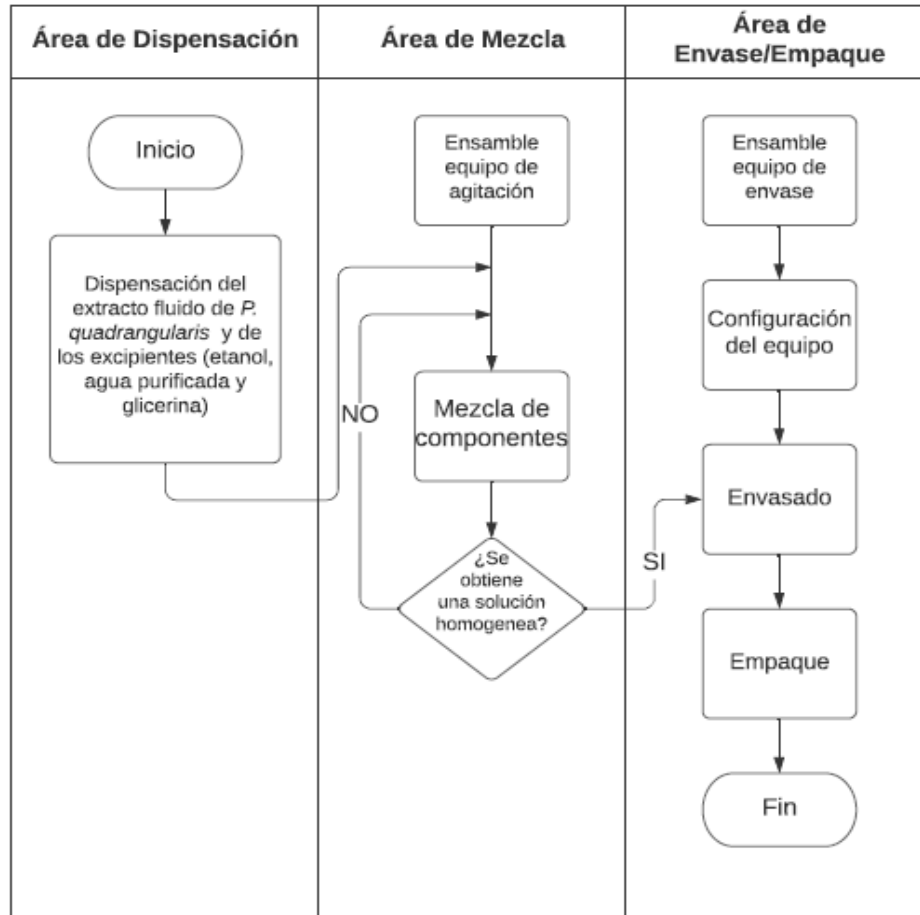 Área de Dispensación
Área de Mezcla
Área de
Envase/Empaque
Inicio
Dispensación del
extracto fluido de P.
quadrangularis y de
los excipientes (etanol,
agua purificada y
glicerina)
Ensamble
equipo de
agitación
NO
Mezcla de
componentes
¿Se
obtiene
una solución
homogenea?
SI
Ensamble
equipo de
envase
Configuración
del equipo
Envasado
Empaque
Fin